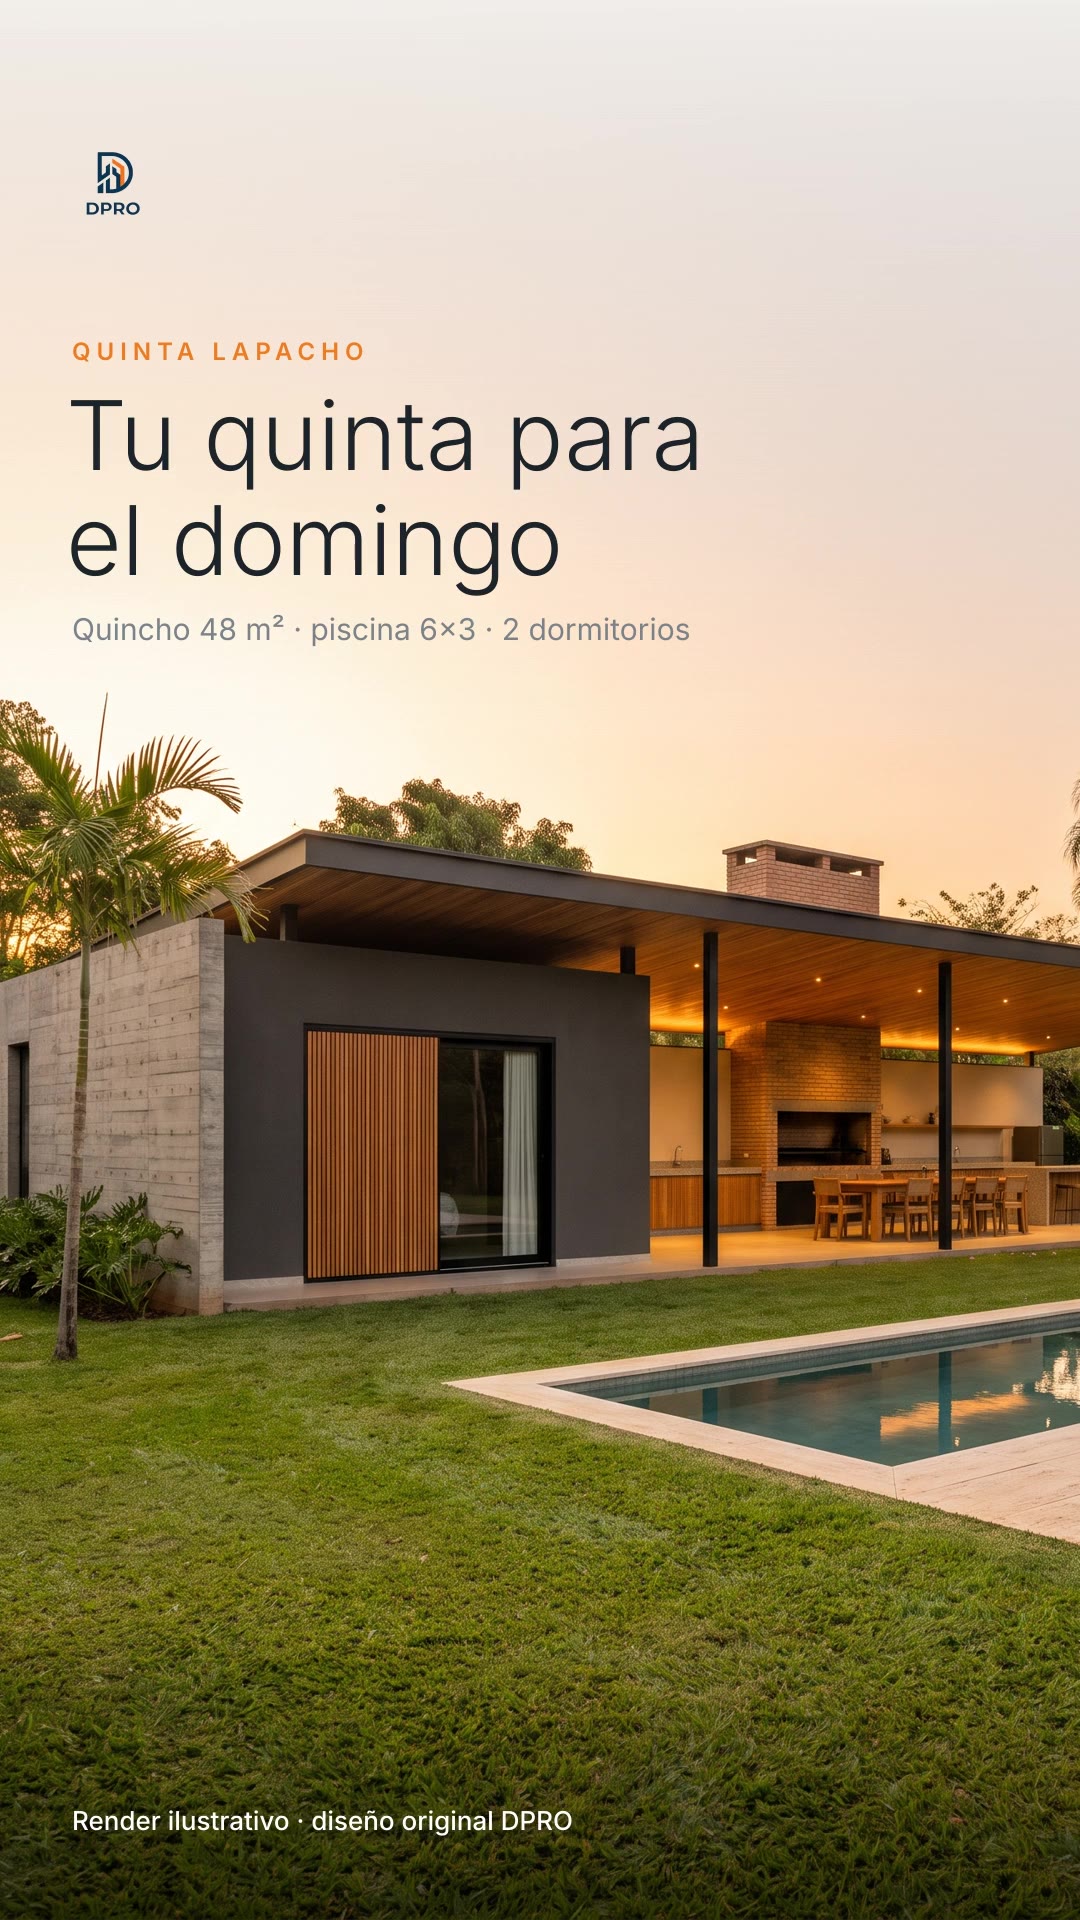 DPRO
QUINTA LAPACHO
Tu quinta para
el domingo
Quincho 48 m² · piscina 6×3 · 2 dormitorios
Render ilustrativo · diseño original DPRO